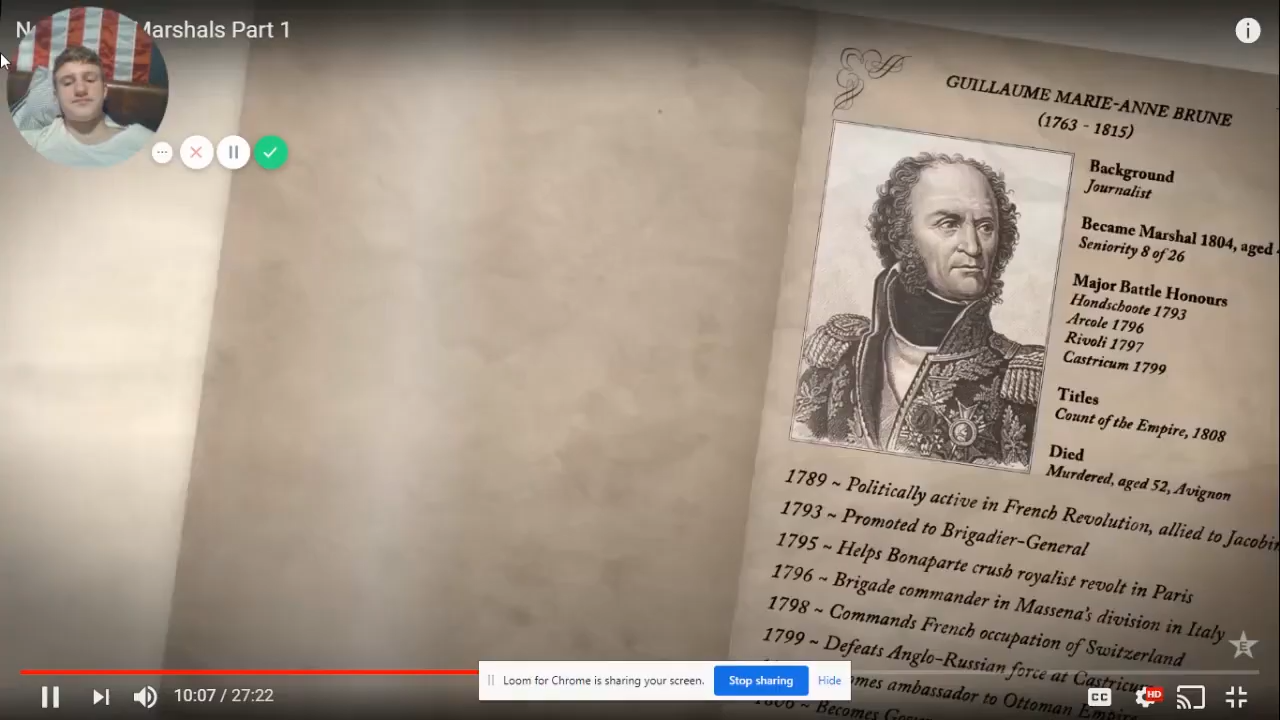 Marshals Part 1
GUILLAUME MARIE-ANNE BRUNE
(1763 - 1815)
Background
Journalist
Became Marshal 1804, aged
Seniority 8 of 26
Major Battle Honours
Hondschoote 1793
Arcole 1796
Rivoli 1797
Castricum 1799
Titles
Count of the Empire, 1808
Died
Murdered, aged 52, Avignon
1789 ~ Politically active in French Revolution, allied to Jacobin
1793 ~ Promoted to Brigadier-General
1795 ~ Helps Bonaparte crush royalist revolt in Paris
1796 ~ Brigade commander in Massena's division in Italy
1798 ~ Commands French occupation of Switzerland
1799 ~ Defeats Anglo-Russian force at Castricum
ambassador to Ottoman Empire
Becomes
Loom for Chrome is sharing your screen.
Stop sharing
Hide
10:07 / 27:22
CC
HD
E